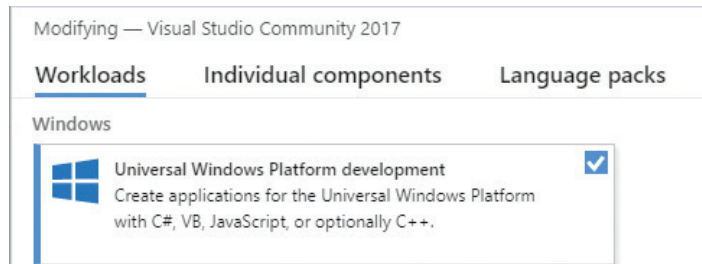 Modifying — Visual Studio Community 2017
Workloads Individual components Language packs
Windows
Universal Windows Platform development
Create applications for the Universal Windows Platform
with C#, VB, JavaScript, or optionally C++.